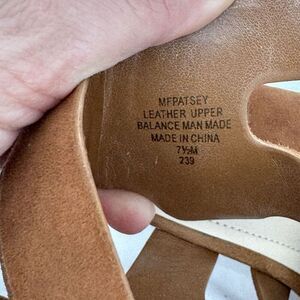 MFPATSEY
LEATHER UPPER
BALANCE MAN MADE
MADE IN CHINA
7½M
239